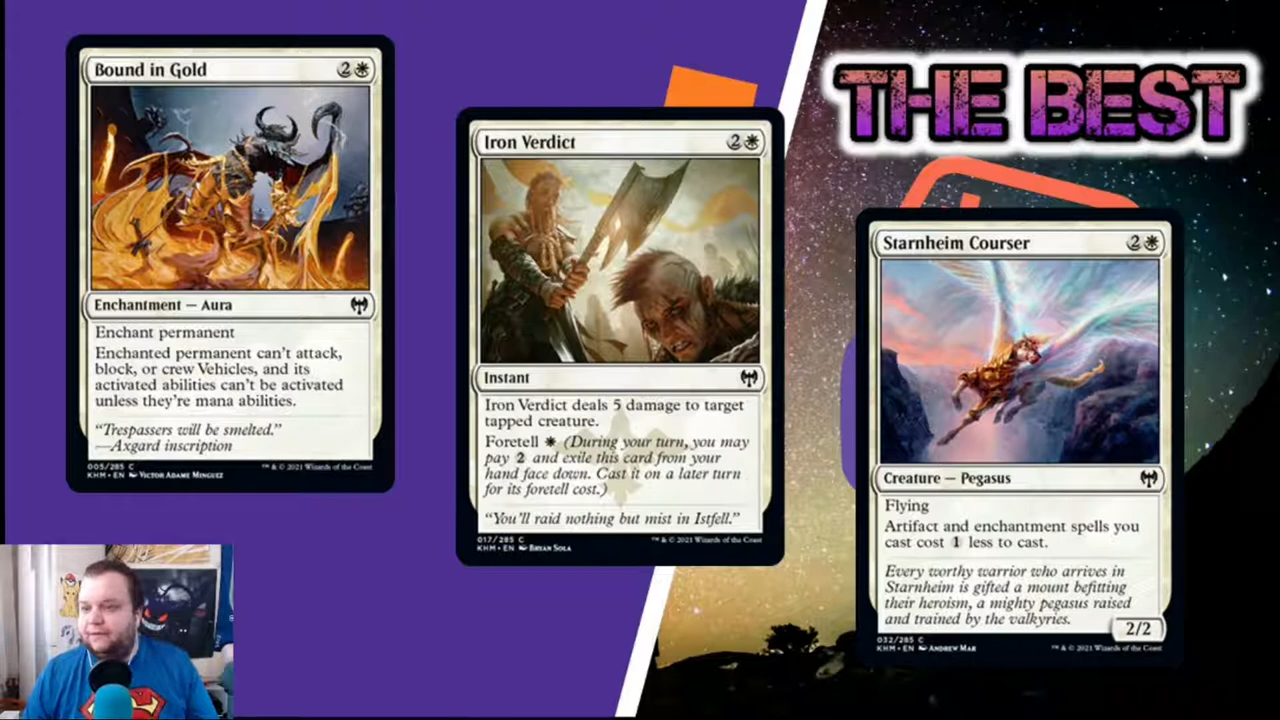 THE BEST
Bound in Gold 2
Enchantment — Aura
Enchant permanent
Enchanted permanent can't attack,
block, or crew Vehicles, and its
activated abilities can't be activated
unless they're mana abilities.
“Trespassers will be smelted.”
—Axgard inscription
005/285 C
KHM • EN Victor Adame Minguez
™ & © 2021 Wizards of the Coast
Iron Verdict 2
Instant
Iron Verdict deals 5 damage to target
tapped creature.
Foretell (During your turn, you may
pay 2 and exile this card from your
hand face down. Cast it on a later turn
for its foretell cost.)
“You'll raid nothing but mist in Istfell.”
017/285 C
KHM • EN Bryan Sola
™ & © 2021 Wizards of the Coast
Starnheim Courser 2
Creature — Pegasus
Flying
Artifact and enchantment spells you
cast cost 1 less to cast.
Every worthy warrior who arrives in
Starnheim is gifted a mount befitting
their heroism, a mighty pegasus raised
and trained by the valkyries.
2/2
032/285 C
KHM • EN Andrew Mar
™ & © 2021 Wizards of the Coast